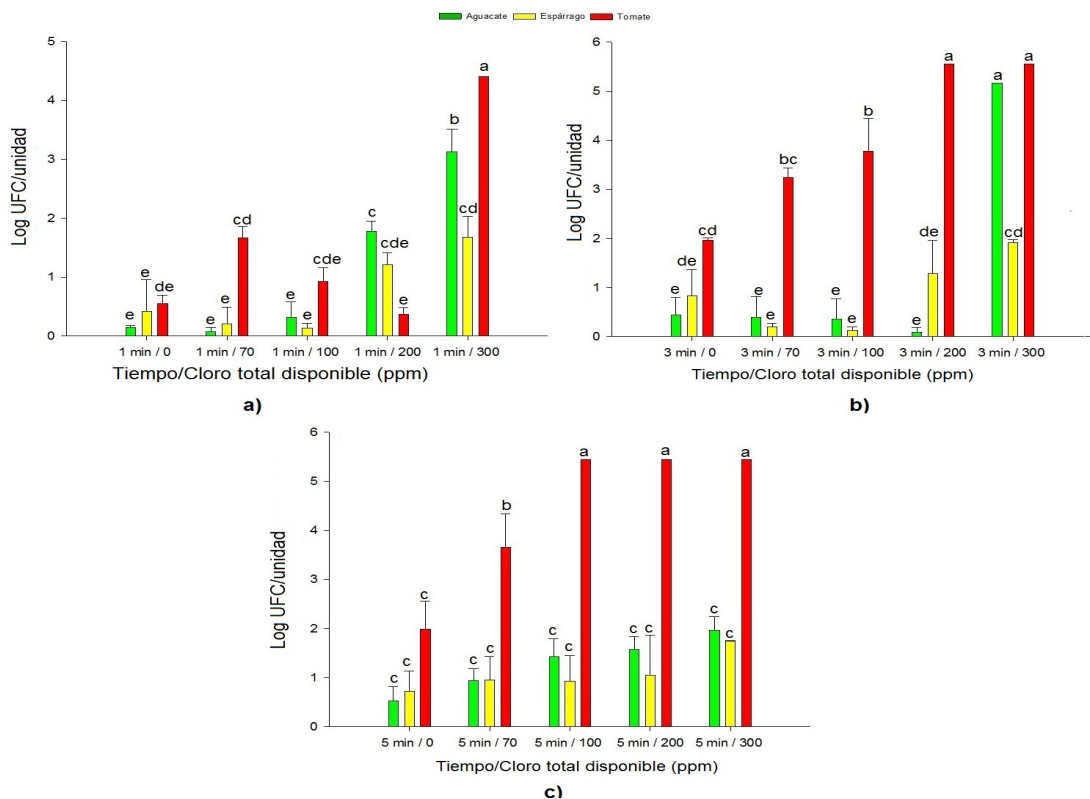 Aguacate Espárrago Tomate
5
4
3
2
1
0
Log UFC/unidad
e e de
e e cd
e e cde
c cde e
b cd a
1 min / 0 1 min / 70 1 min / 100 1 min / 200 1 min / 300
Tiempo/Cloro total disponible (ppm)
a)
6
5
4
3
2
1
0
Log UFC/unidad
e de cd
e e bc
e e b
e de a
a cd a
3 min / 0 3 min / 70 3 min / 100 3 min / 200 3 min / 300
Tiempo/Cloro total disponible (ppm)
b)
6
5
4
3
2
1
0
Log UFC/unidad
c c c
c c b
c c a
c c a
c c a
5 min / 0 5 min / 70 5 min / 100 5 min / 200 5 min / 300
Tiempo/Cloro total disponible (ppm)
c)